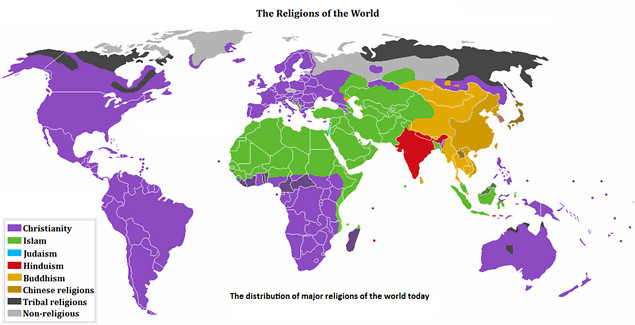 The Religions of the World
Christianity
Islam
Judaism
Hinduism
Buddhism
Chinese religions
Tribal religions
Non-religious
The distribution of major religions of the world today